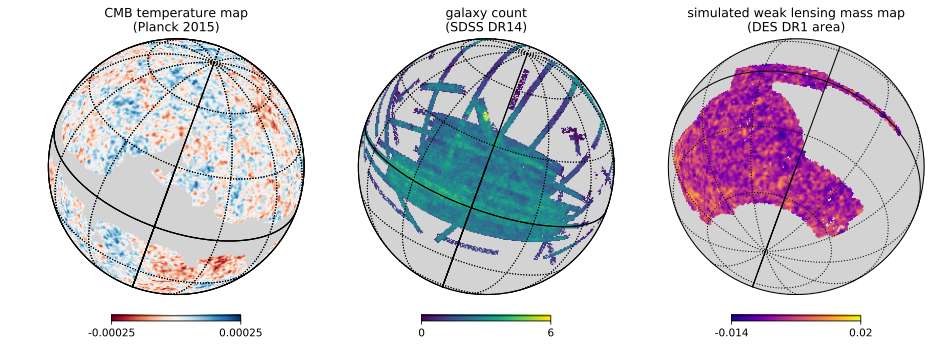 CMB temperature map
(Planck 2015)
galaxy count
(SDSS DR14)
simulated weak lensing mass map
(DES DR1 area)
-0.00025 0.00025
0 6
-0.014 0.02